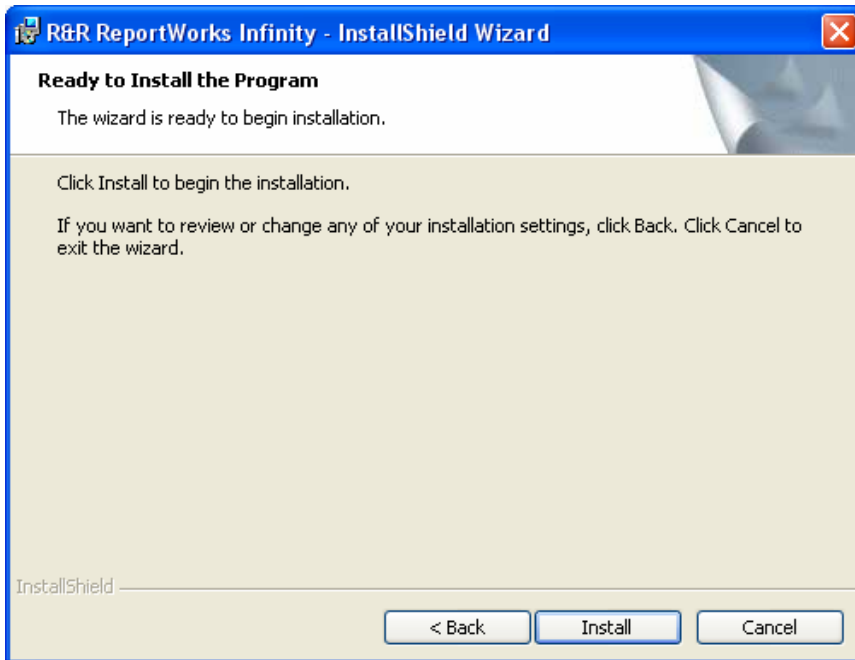 R&R ReportWorks Infinity - InstallShield Wizard
Ready to Install the Program
The wizard is ready to begin installation.
Click Install to begin the installation.
If you want to review or change any of your installation settings, click Back. Click Cancel to
exit the wizard.
InstallShield
< Back Install Cancel